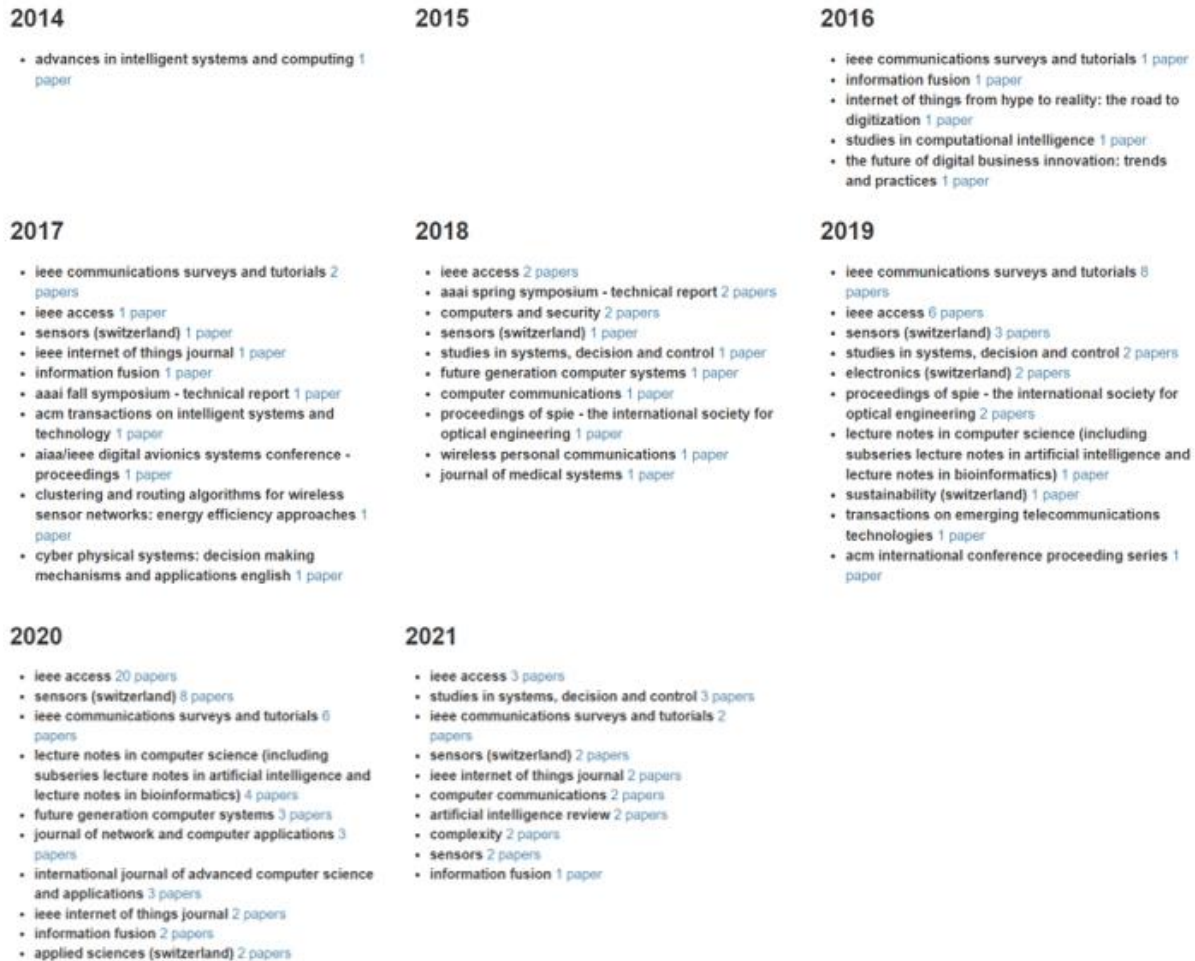 2014
• advances in intelligent systems and computing 1
paper
2015
2016
• ieee communications surveys and tutorials 1 paper
• information fusion 1 paper
• internet of things from hype to reality: the road to
digitization 1 paper
• studies in computational intelligence 1 paper
• the future of digital business innovation: trends
and practices 1 paper
2017
• ieee communications surveys and tutorials 2
papers
• ieee access 1 paper
• sensors (switzerland) 1 paper
• ieee internet of things journal 1 paper
• information fusion 1 paper
• aaai fall symposium - technical report 1 paper
• acm transactions on intelligent systems and
technology 1 paper
• aiaa/ieee digital avionics systems conference -
proceedings 1 paper
• clustering and routing algorithms for wireless
sensor networks: energy efficiency approaches 1
paper
• cyber physical systems: decision making
mechanisms and applications english 1 paper
2018
• ieee access 2 papers
• aaai spring symposium - technical report 2 papers
• computers and security 2 papers
• sensors (switzerland) 1 paper
• studies in systems, decision and control 1 paper
• future generation computer systems 1 paper
• computer communications 1 paper
• proceedings of spie - the international society for
optical engineering 1 paper
• wireless personal communications 1 paper
• journal of medical systems 1 paper
2019
• ieee communications surveys and tutorials 8
papers
• ieee access 6 papers
• sensors (switzerland) 3 papers
• studies in systems, decision and control 2 papers
• electronics (switzerland) 2 papers
• proceedings of spie - the international society for
optical engineering 2 papers
• lecture notes in computer science (including
subseries lecture notes in artificial intelligence and
lecture notes in bioinformatics) 1 paper
• sustainability (switzerland) 1 paper
• transactions on emerging telecommunications
technologies 1 paper
• acm international conference proceeding series 1
paper
2020
• ieee access 20 papers
• sensors (switzerland) 8 papers
• ieee communications surveys and tutorials 6
papers
• lecture notes in computer science (including
subseries lecture notes in artificial intelligence and
lecture notes in bioinformatics) 4 papers
• future generation computer systems 3 papers
• journal of network and computer applications 3
papers
• international journal of advanced computer science
and applications 3 papers
• ieee internet of things journal 2 papers
• information fusion 2 papers
• applied sciences (switzerland) 2 papers
2021
• ieee access 3 papers
• studies in systems, decision and control 3 papers
• ieee communications surveys and tutorials 2
papers
• sensors (switzerland) 2 papers
• ieee internet of things journal 2 papers
• computer communications 2 papers
• artificial intelligence review 2 papers
• complexity 2 papers
• sensors 2 papers
• information fusion 1 paper